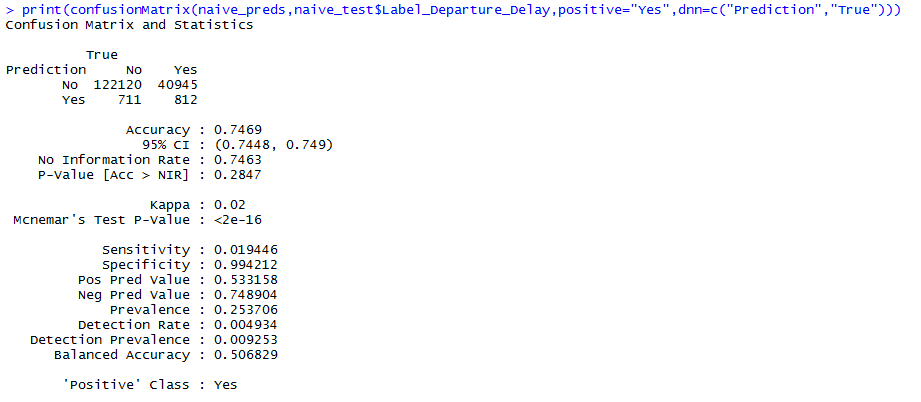 > print(confusionMatrix(naive_preds,naive_test$Label_Departure_Delay,positive="Yes",dnn=c("Prediction","True")))
Confusion Matrix and Statistics
True
Prediction No Yes
No 122120 40945
Yes 711 812
Accuracy : 0.7469
95% CI : (0.7448, 0.749)
No Information Rate : 0.7463
P-Value [Acc > NIR] : 0.2847
Kappa : 0.02
Mcnemar's Test P-Value : <2e-16
Sensitivity : 0.019446
Specificity : 0.994212
Pos Pred Value : 0.533158
Neg Pred Value : 0.748904
Prevalence : 0.253706
Detection Rate : 0.004934
Detection Prevalence : 0.009253
Balanced Accuracy : 0.506829
'Positive' Class : Yes